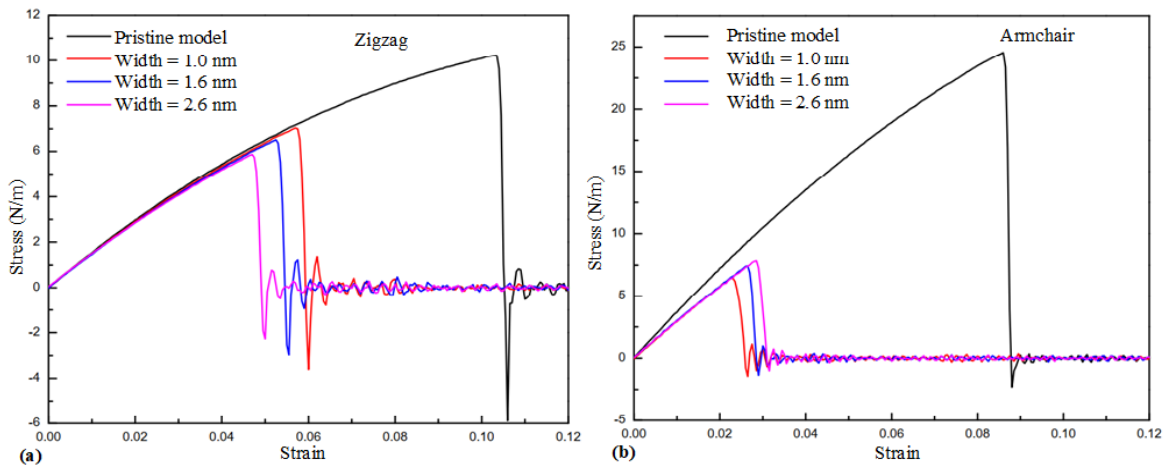 12
10
8
6
4
2
0
-2
-4
-6
Stress (N/m)
Pristine model
Width = 1.0 nm
Width = 1.6 nm
Width = 2.6 nm
Zigzag
0.00 0.02 0.04 0.06 0.08 0.10 0.12
Strain
(a)
25
20
15
10
5
0
-5
Stress (N/m)
Pristine model
Width = 1.0 nm
Width = 1.6 nm
Width = 2.6 nm
Armchair
0.00 0.02 0.04 0.06 0.08 0.10 0.12
Strain
(b)